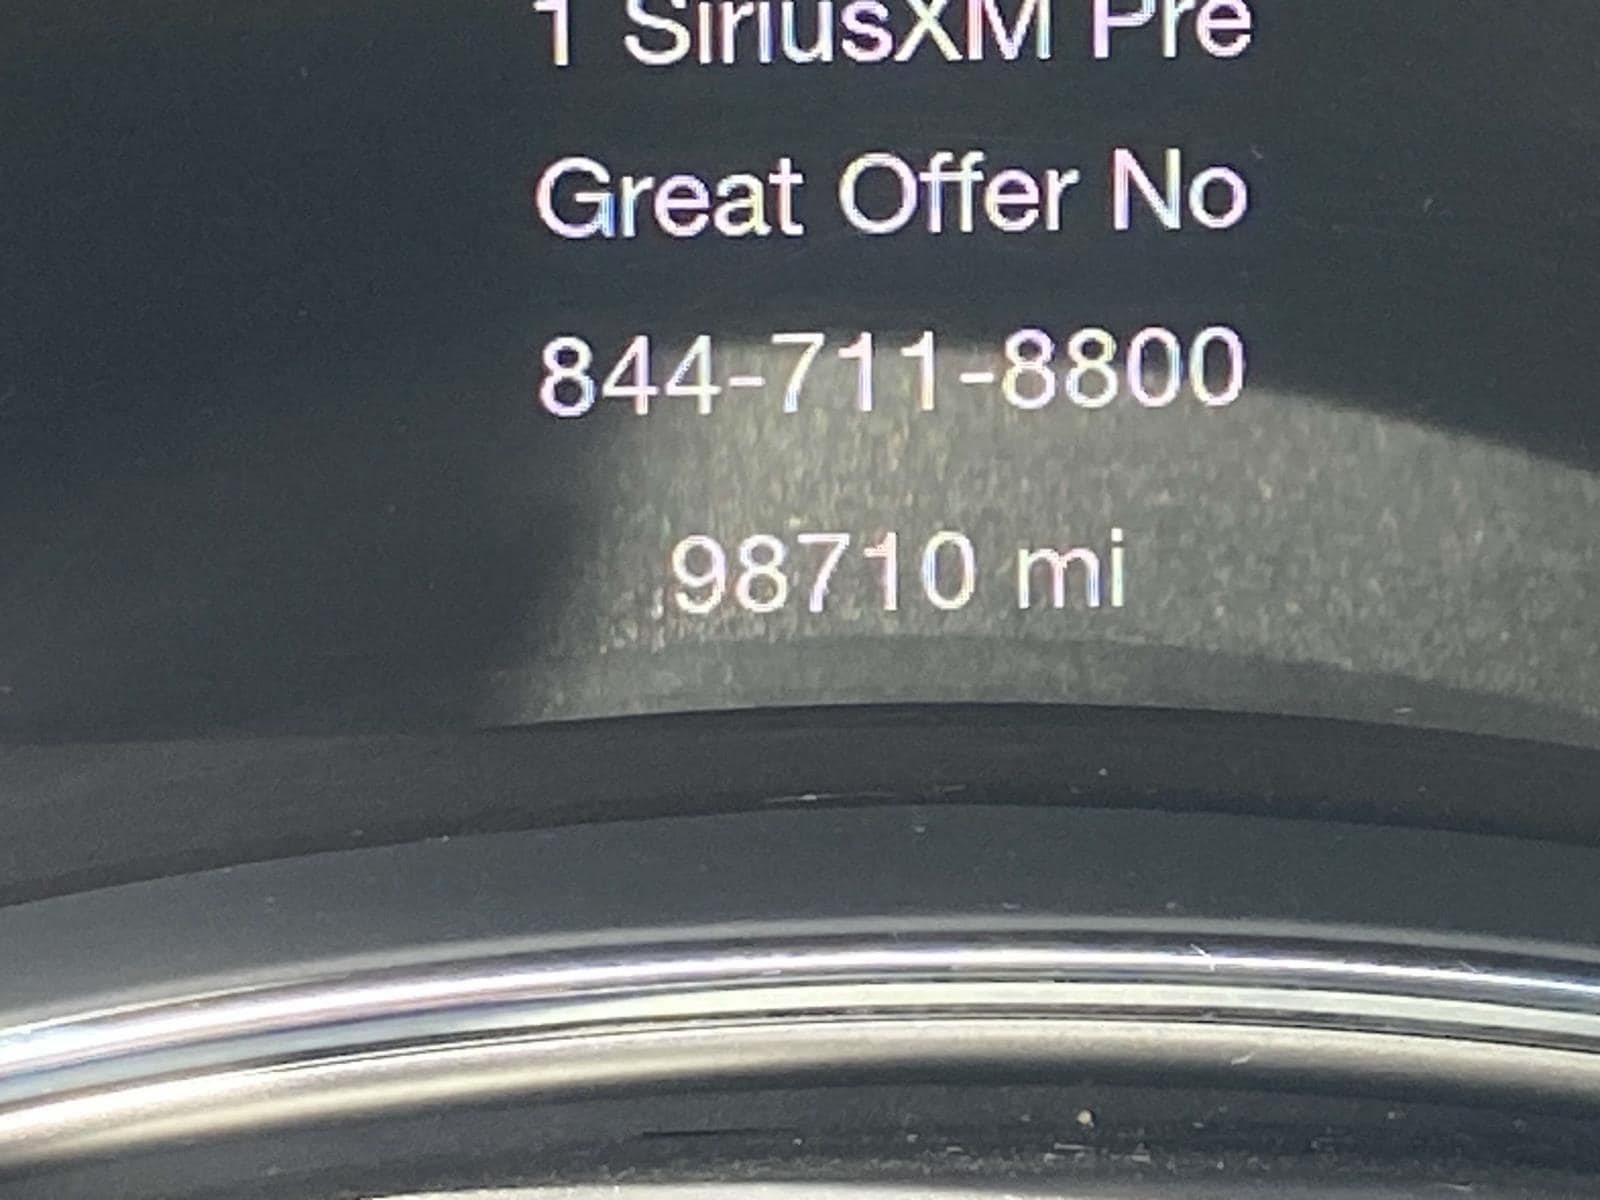 1 SiriusXM Pre
Great Offer No
844-711-8800
98710 mi